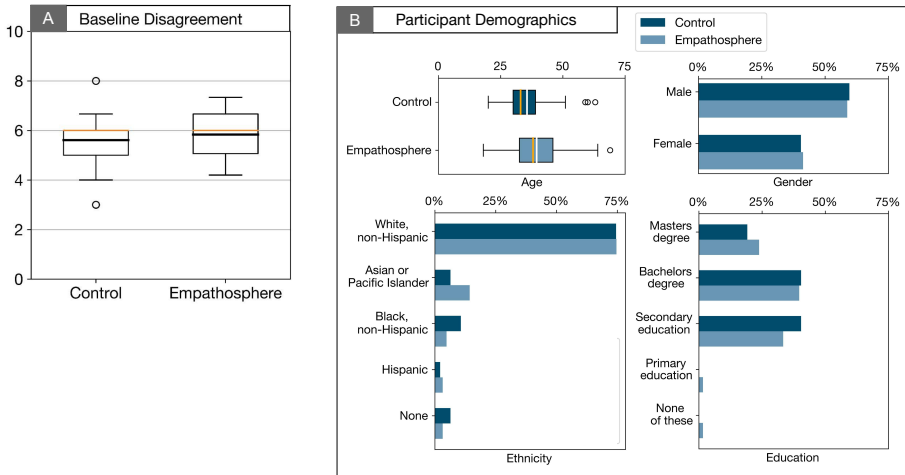 A Baseline Disagreement
10
8
6
4
2
0
Control Empathosphere
B Participant Demographics
Control
Empathosphere
0 25 50 75
Control
Empathosphere
Age
0% 25% 50% 75%
Male
Female
Gender
0% 25% 50% 75%
White,
non-Hispanic
Asian or
Pacific Islander
Black,
non-Hispanic
Hispanic
None
Ethnicity
0% 25% 50% 75%
Masters
degree
Bachelors
degree
Secondary
education
Primary
education
None
of these
Education